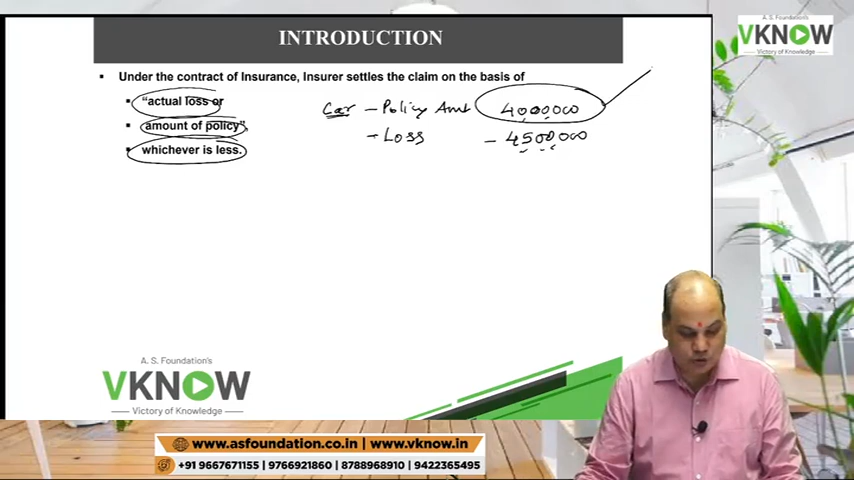 INTRODUCTION
A. S. Foundation's
VKNOW
Victory of Knowledge
▪ Under the contract of Insurance, Insurer settles the claim on the basis of
▪ "actual loss or
▪ amount of policy",
▪ whichever is less.
Car – Policy Amt 4000000
– Loss – 4500000
A. S. Foundation's
VKNOW
Victory of Knowledge
www.asfoundation.co.in | www.vknow.in
+91 9667671155 | 9766921860 | 8788968910 | 9422365495